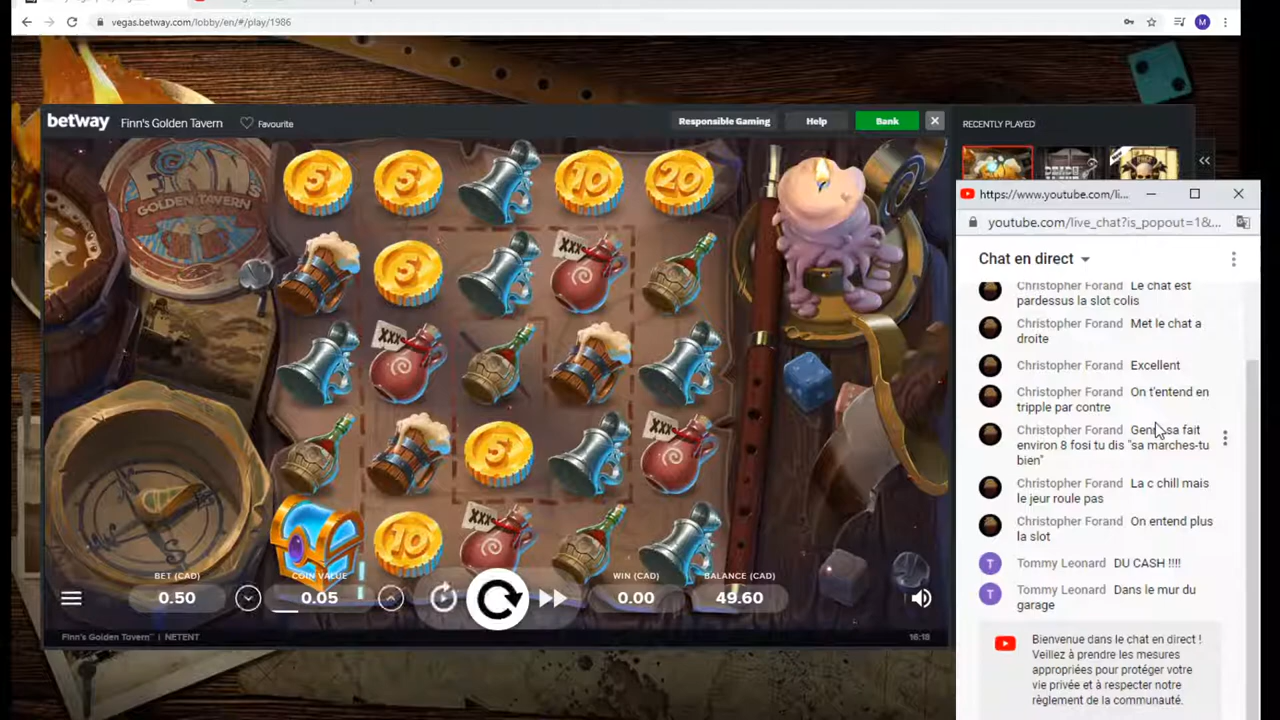 vegas.betway.com/lobby/en/#/play/1986
M
betway Finn's Golden Tavern Favourite Responsible Gaming Help Bank
RECENTLY PLAYED
FINN'S
GOLDEN TAVERN
5 5 10 20
5 XXX
XXX
5 XXX
10 XXX
BET (CAD) COIN VALUE WIN (CAD) BALANCE (CAD)
0.50 0.05 0.00 49.60
Finn's Golden Tavern™ | NETENT 16:18
https://www.youtube.com/li...
youtube.com/live_chat?is_popout=1&...
Chat en direct
Christopher Forand Le chat est
pardessus la slot colis
Christopher Forand Met le chat a
droite
Christopher Forand Excellent
Christopher Forand On t'entend en
tripple par contre
Christopher Forand sa fait
environ 8 fosi tu dis "sa marches-tu
bien"
Christopher Forand La c chill mais
le jeur roule pas
Christopher Forand On entend plus
la slot
T Tommy Leonard DU CASH !!!!
T Tommy Leonard Dans le mur du
garage
Bienvenue dans le chat en direct !
Veillez à prendre les mesures
appropriées pour protéger votre
vie privée et à respecter notre
règlement de la communauté.